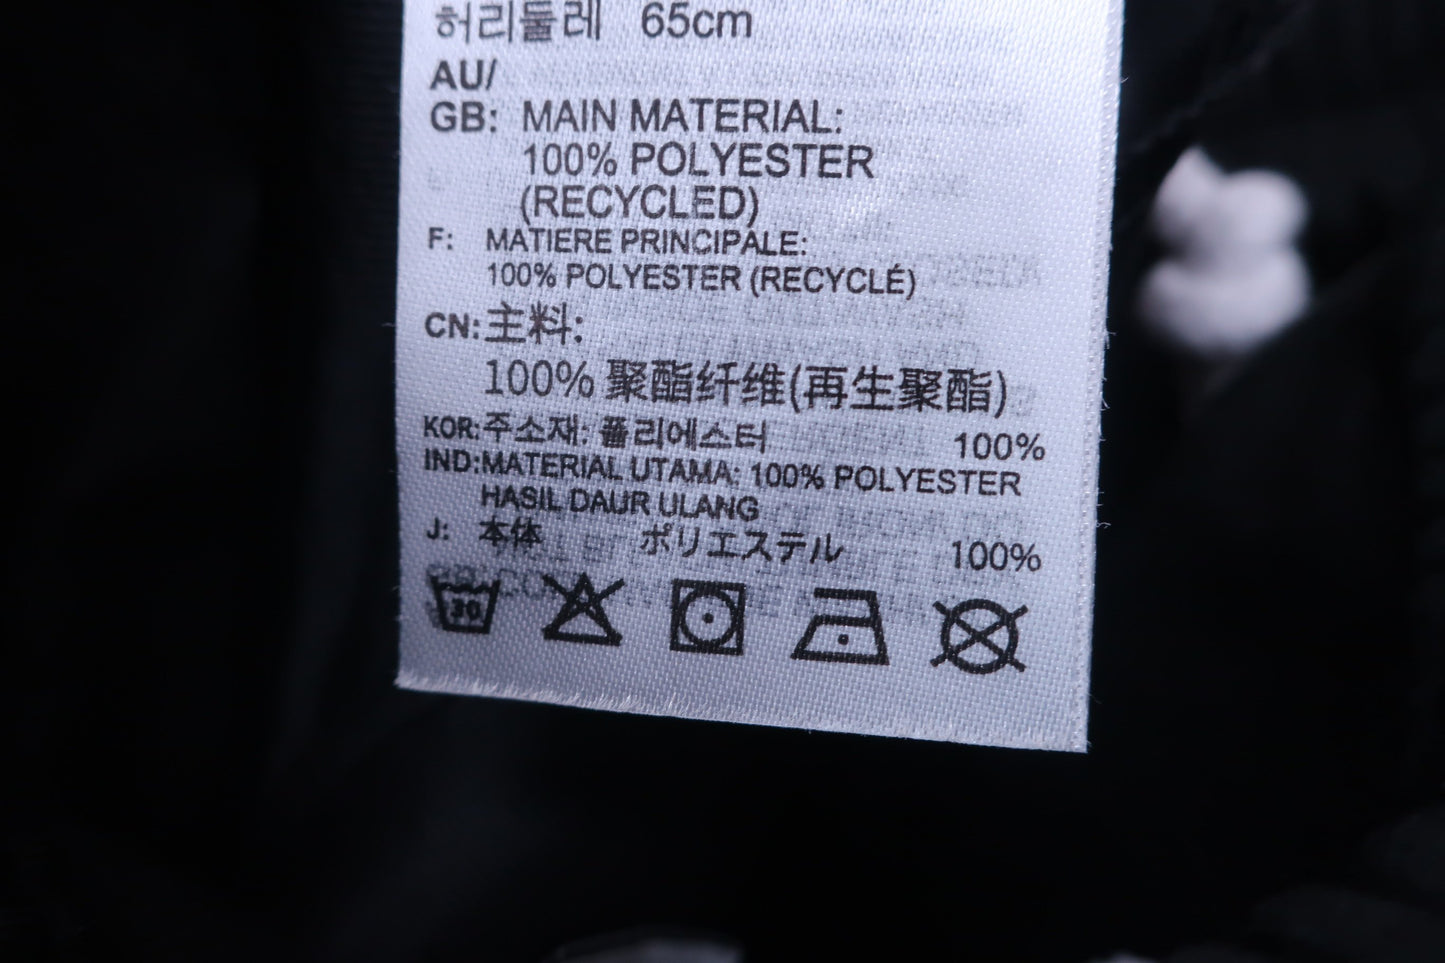 허리둘레 65cm
AU/
GB: MAIN MATERIAL:
100% POLYESTER
(RECYCLED)
F: MATIERE PRINCIPALE:
100% POLYESTER (RECYCLÉ)
CN:主料:
100% 聚酯纤维(再生聚酯)
KOR:주소재: 폴리에스터 100%
IND:MATERIAL UTAMA: 100% POLYESTER
HASIL DAUR ULANG
J: 本体 ポリエステル 100%
30